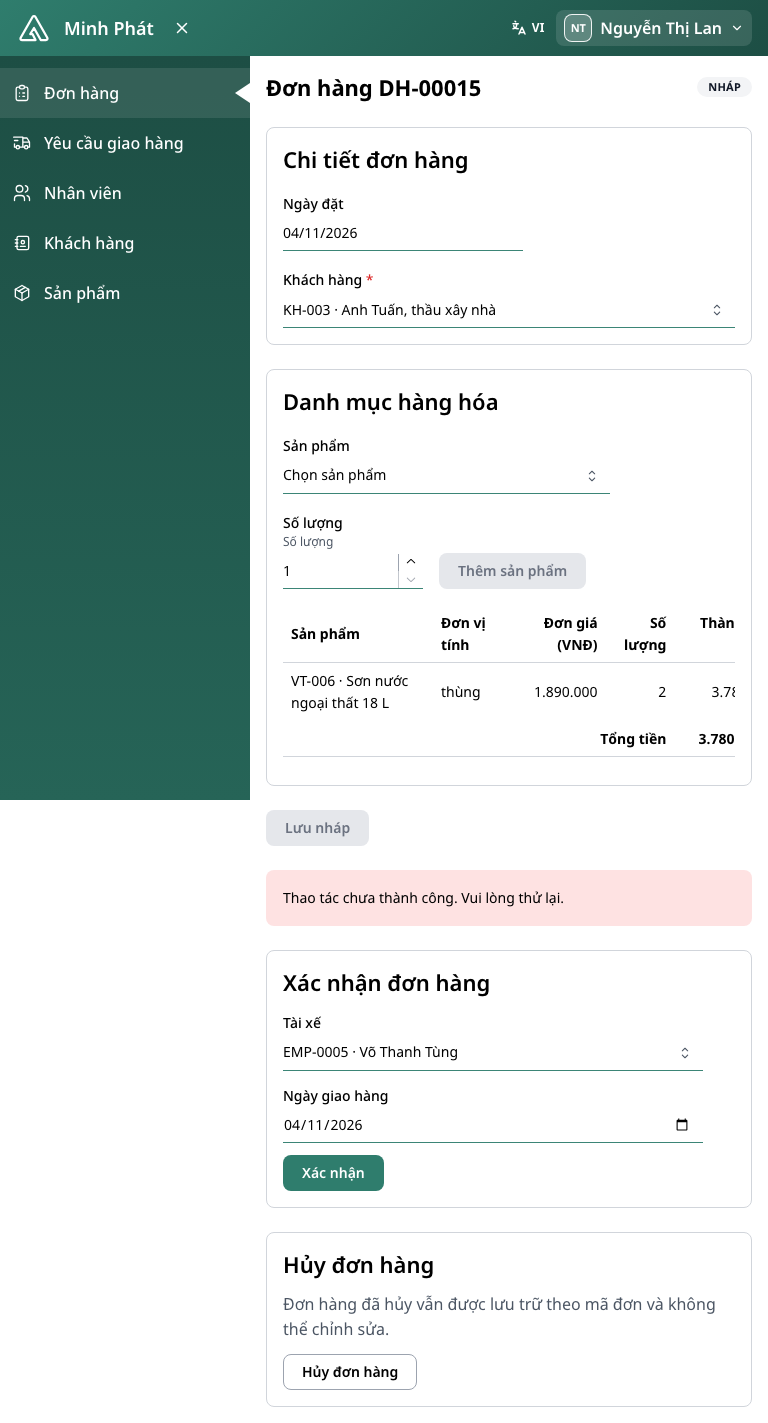 Minh Phát
VI
NT
Nguyễn Thị Lan
Đơn hàng
Yêu cầu giao hàng
Nhân viên
Khách hàng
Sản phẩm
Đơn hàng DH-00015
NHÁP
Chi tiết đơn hàng
Ngày đặt
04/11/2026
Khách hàng *
KH-003 · Anh Tuấn, thầu xây nhà
Danh mục hàng hóa
Sản phẩm
Chọn sản phẩm
Số lượng
Số lượng
1
Thêm sản phẩm
Sản phẩm
Đơn vị
tính
Đơn giá
(VNĐ)
Số
lượng
Thàn
VT-006 · Sơn nước
ngoại thất 18 L
thùng
1.890.000
2
3.78
Tổng tiền
3.780
Lưu nháp
Thao tác chưa thành công. Vui lòng thử lại.
Xác nhận đơn hàng
Tài xế
EMP-0005 · Võ Thanh Tùng
Ngày giao hàng
04/11/2026
Xác nhận
Hủy đơn hàng
Đơn hàng đã hủy vẫn được lưu trữ theo mã đơn và không
thể chỉnh sửa.
Hủy đơn hàng